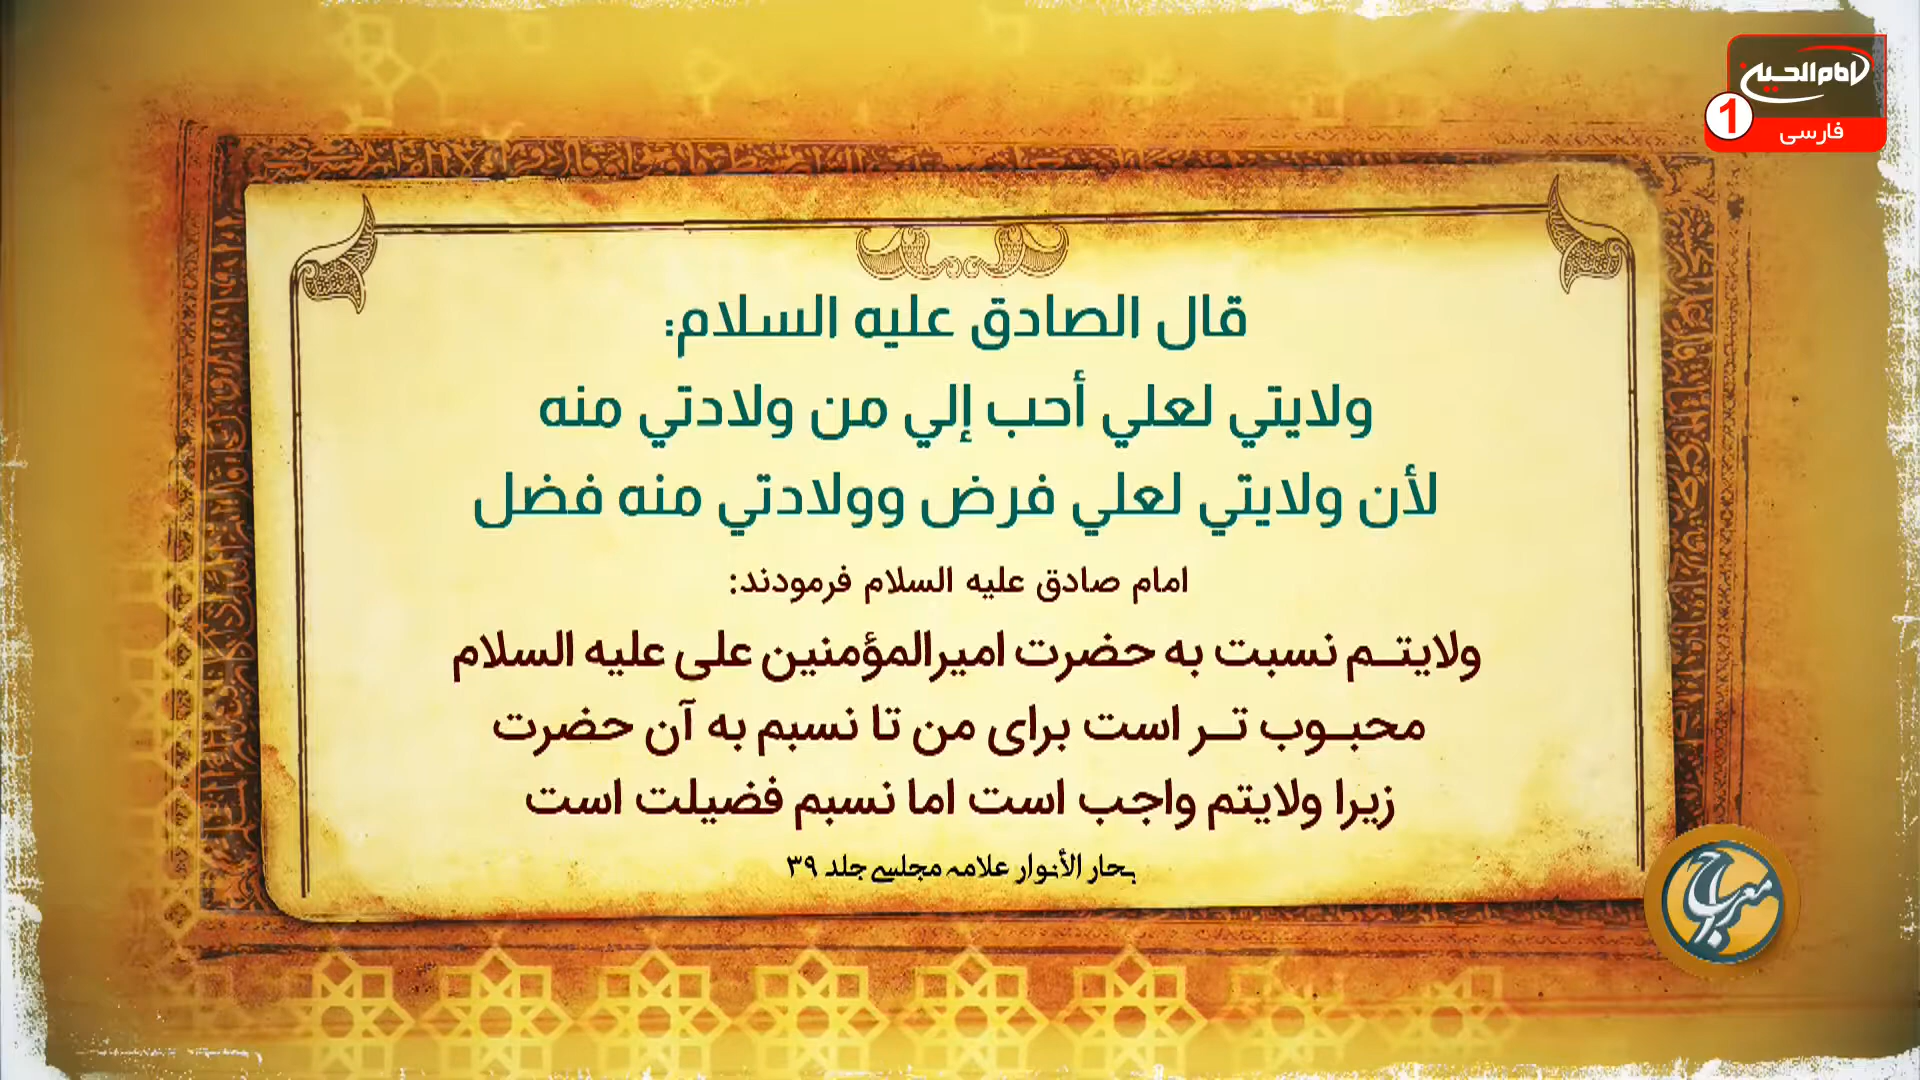 امام الحسین
1
فارسی
قال الصادق عليه السلام:
ولايتي لعلي أحب إلي من ولادتي منه
لأن ولايتي لعلي فرض وولادتي منه فضل
امام صادق علیه السلام فرمودند:
ولایتـم نسبت به حضرت امیرالمؤمنین علی علیه السلام
محبـوب تـر است برای من تا نسبم به آن حضرت
زیرا ولایتم واجب است اما نسبم فضیلت است
بحار الأنوار علامه مجلسی جلد ۳۹
معراج